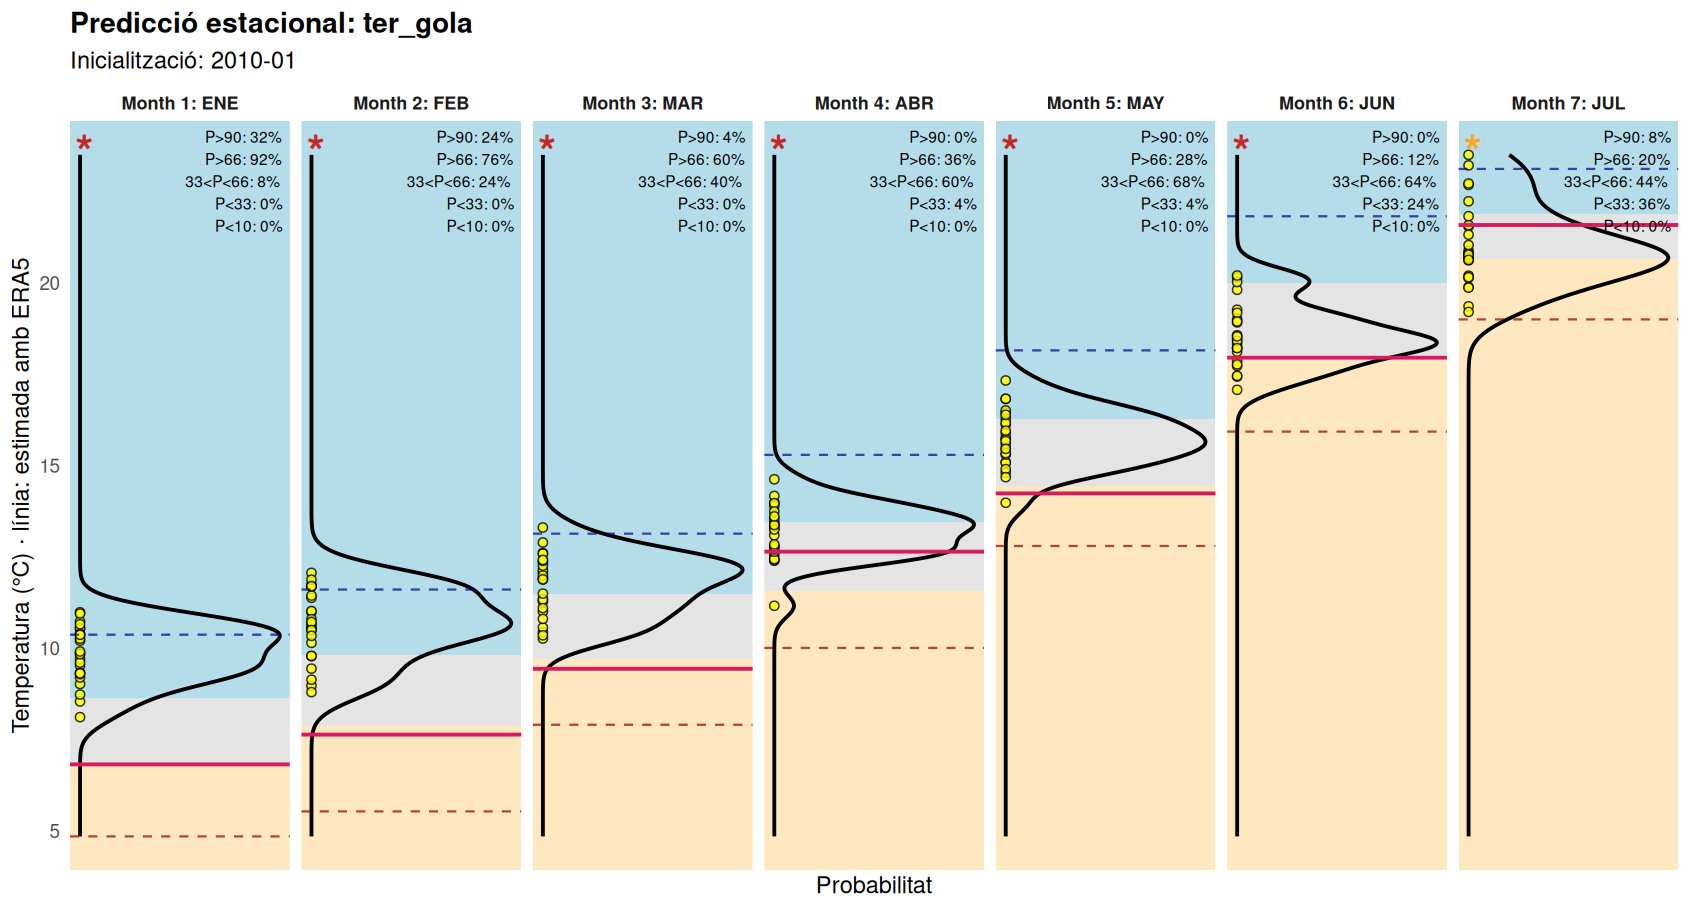 Predicció estacional: ter_gola
Inicialització: 2010-01
Month 1: ENE
Month 2: FEB
Month 3: MAR
Month 4: ABR
Month 5: MAY
Month 6: JUN
Month 7: JUL
*
P>90: 32%
P>66: 92%
33<P<66: 8%
P<33: 0%
P<10: 0%
*
P>90: 24%
P>66: 76%
33<P<66: 24%
P<33: 0%
P<10: 0%
*
P>90: 4%
P>66: 60%
33<P<66: 40%
P<33: 0%
P<10: 0%
*
P>90: 0%
P>66: 36%
33<P<66: 60%
P<33: 4%
P<10: 0%
*
P>90: 0%
P>66: 28%
33<P<66: 68%
P<33: 4%
P<10: 0%
*
P>90: 0%
P>66: 12%
33<P<66: 64%
P<33: 24%
P<10: 0%
*
P>90: 8%
P>66: 20%
33<P<66: 44%
P<33: 36%
P<10: 0%
Temperatura (°C) · línia: estimada amb ERA5
20
15
10
5
Probabilitat